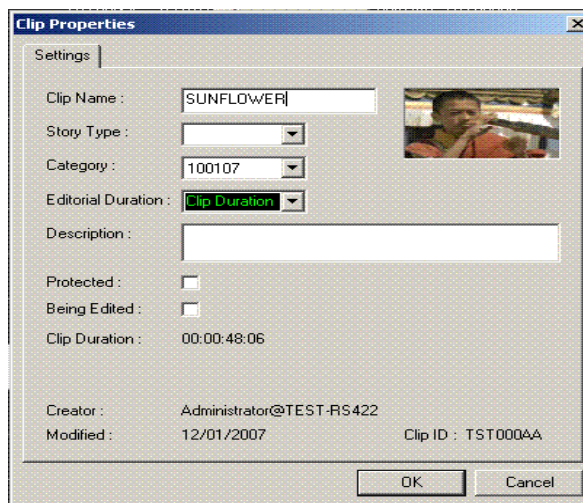 Clip Properties
Settings
Clip Name : SUNFLOWER
Story Type :
Category : 100107
Editorial Duration : Clip Duration
Description :
Protected :
Being Edited :
Clip Duration : 00:00:48:06
Creator : Administrator@TEST-RS422
Modified : 12/01/2007 Clip ID : TST000AA
OK Cancel